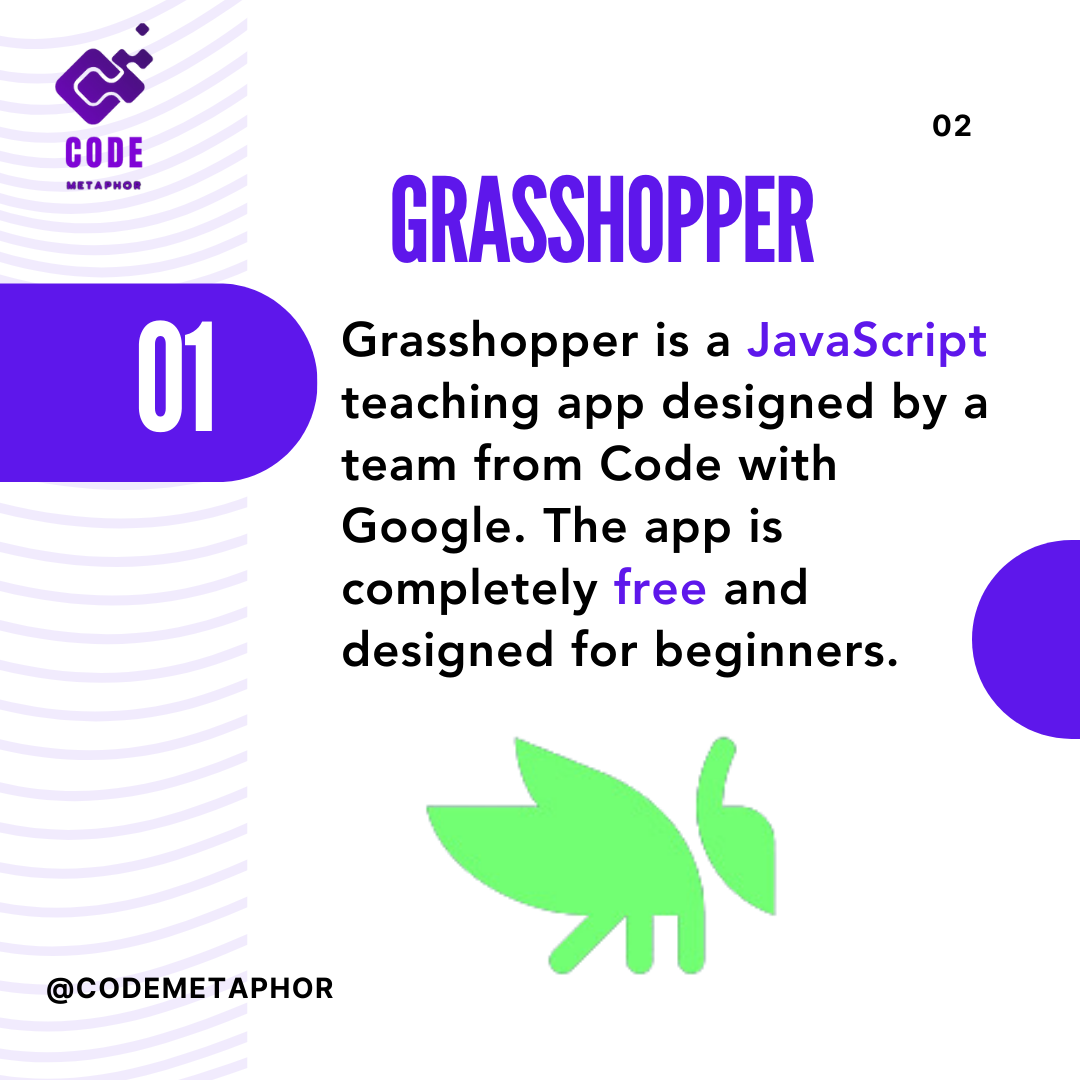 CODE
METAPHOR
02
GRASSHOPPER
01
Grasshopper is a JavaScript
teaching app designed by a
team from Code with
Google. The app is
completely free and
designed for beginners.
@CODEMETAPHOR